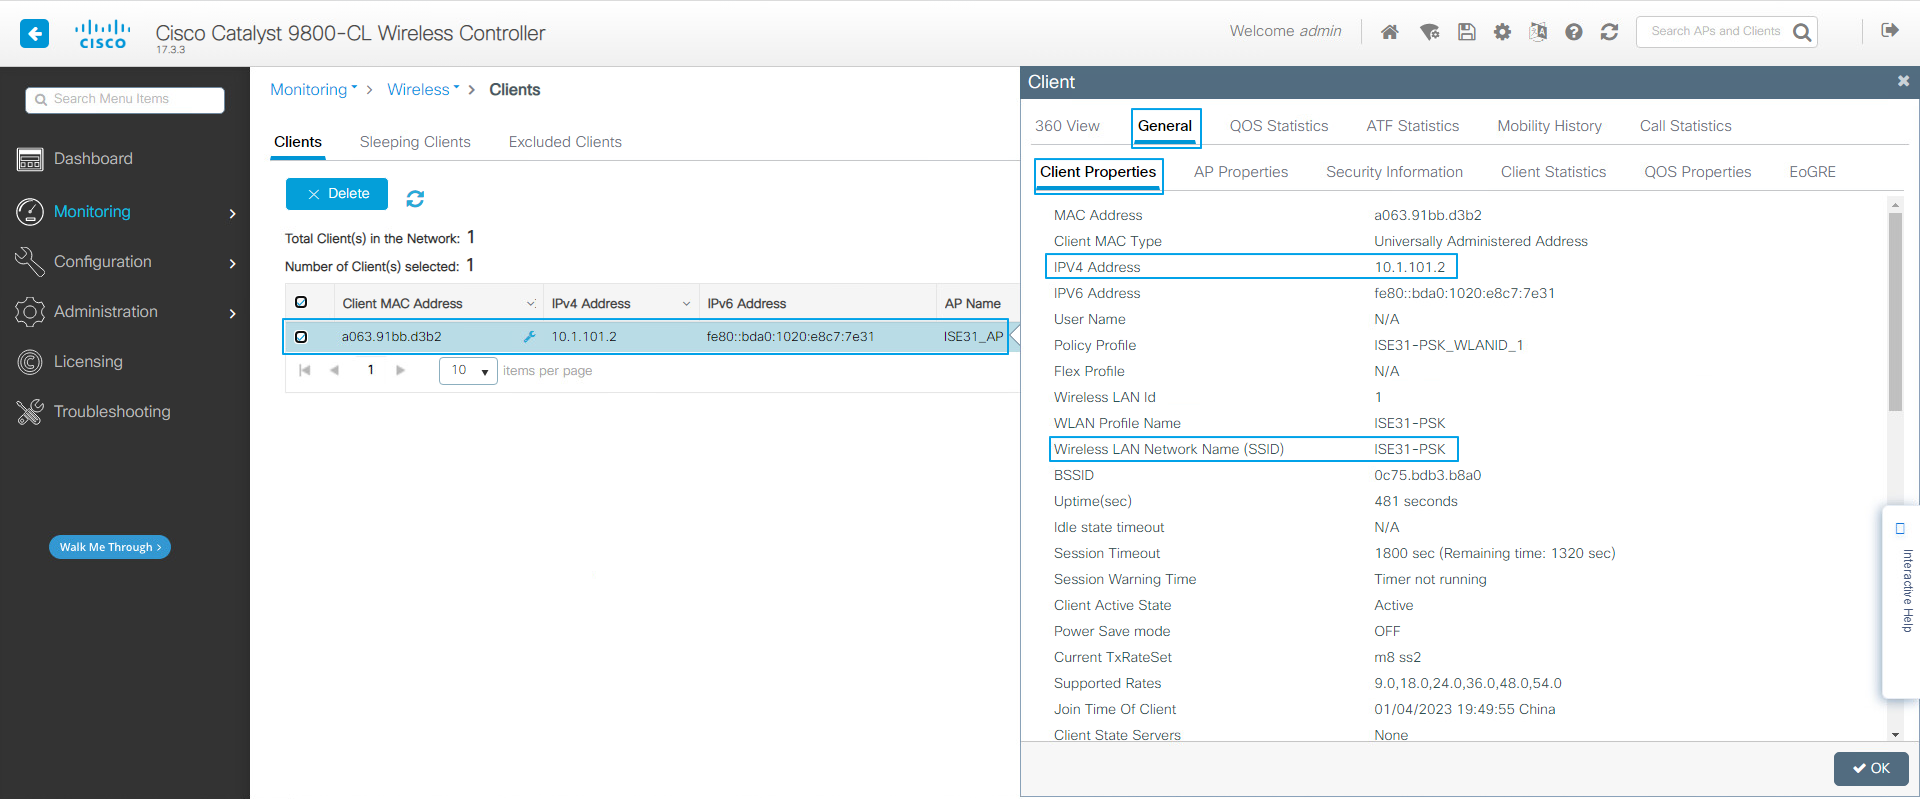 CISCO
Cisco Catalyst 9800-CL Wireless Controller
17.3.3
Welcome admin
Search APs and Clients
Search Menu Items
Dashboard
Monitoring
Configuration
Administration
Licensing
Troubleshooting
Walk Me Through >
Monitoring > Wireless > Clients
Clients Sleeping Clients Excluded Clients
× Delete
Total Client(s) in the Network: 1
Number of Client(s) selected: 1
Client MAC Address IPv4 Address IPv6 Address AP Name
a063.91bb.d3b2 10.1.101.2 fe80::bda0:1020:e8c7:7e31 ISE31_AP
1 10 items per page
Client
360 View General QOS Statistics ATF Statistics Mobility History Call Statistics
Client Properties AP Properties Security Information Client Statistics QOS Properties EoGRE
MAC Address a063.91bb.d3b2
Client MAC Type Universally Administered Address
IPV4 Address 10.1.101.2
IPV6 Address fe80::bda0:1020:e8c7:7e31
User Name N/A
Policy Profile ISE31-PSK_WLANID_1
Flex Profile N/A
Wireless LAN Id 1
WLAN Profile Name ISE31-PSK
Wireless LAN Network Name (SSID) ISE31-PSK
BSSID 0c75.bdb3.b8a0
Uptime(sec) 481 seconds
Idle state timeout N/A
Session Timeout 1800 sec (Remaining time: 1320 sec)
Session Warning Time Timer not running
Client Active State Active
Power Save mode OFF
Current TxRateSet m8 ss2
Supported Rates 9.0,18.0,24.0,36.0,48.0,54.0
Join Time Of Client 01/04/2023 19:49:55 China
Client State Servers None
OK
Interactive Help